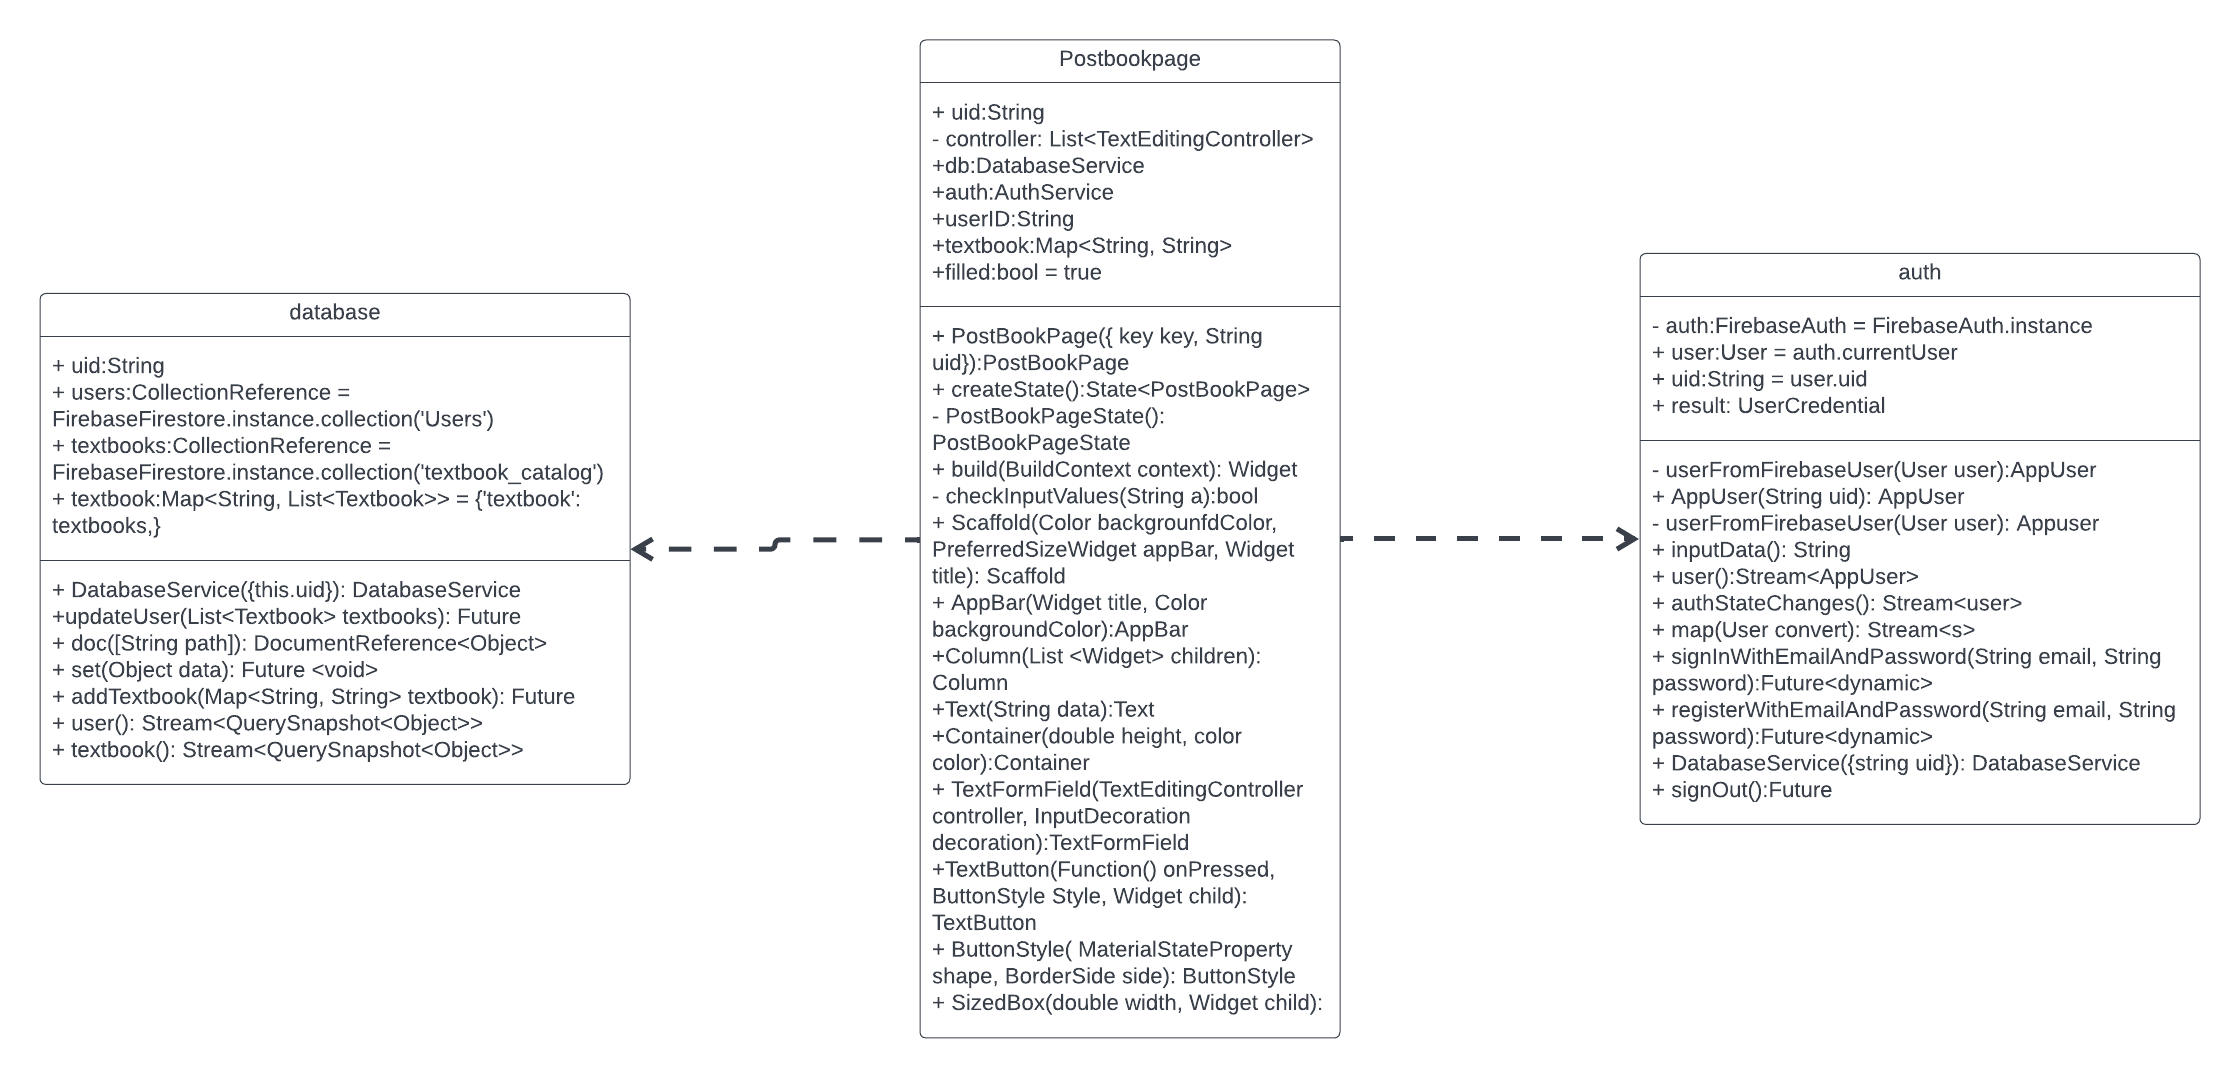 Postbookpage
+ uid:String
- controller: List<TextEditingController>
+db:DatabaseService
+auth:AuthService
+userID:String
+textbook:Map<String, String>
+filled:bool = true
+ PostBookPage({ key key, String
uid}):PostBookPage
+ createState():State<PostBookPage>
- PostBookPageState():
PostBookPageState
+ build(BuildContext context): Widget
- checkInputValues(String a):bool
+ Scaffold(Color backgrounfdColor,
PreferredSizeWidget appBar, Widget
title): Scaffold
+ AppBar(Widget title, Color
backgroundColor):AppBar
+Column(List <Widget> children):
Column
+Text(String data):Text
+Container(double height, color
color):Container
+ TextFormField(TextEditingController
controller, InputDecoration
decoration):TextFormField
+TextButton(Function() onPressed,
ButtonStyle Style, Widget child):
TextButton
+ ButtonStyle( MaterialStateProperty
shape, BorderSide side): ButtonStyle
+ SizedBox(double width, Widget child):
database
+ uid:String
+ users:CollectionReference =
FirebaseFirestore.instance.collection('Users')
+ textbooks:CollectionReference =
FirebaseFirestore.instance.collection('textbook_catalog')
+ textbook:Map<String, List<Textbook>> = {'textbook':
textbooks,}
+ DatabaseService({this.uid}): DatabaseService
+updateUser(List<Textbook> textbooks): Future
+ doc([String path]): DocumentReference<Object>
+ set(Object data): Future <void>
+ addTextbook(Map<String, String> textbook): Future
+ user(): Stream<QuerySnapshot<Object>>
+ textbook(): Stream<QuerySnapshot<Object>>
auth
- auth:FirebaseAuth = FirebaseAuth.instance
+ user:User = auth.currentUser
+ uid:String = user.uid
+ result: UserCredential
- userFromFirebaseUser(User user):AppUser
+ AppUser(String uid): AppUser
- userFromFirebaseUser(User user): Appuser
+ inputData(): String
+ user():Stream<AppUser>
+ authStateChanges(): Stream<user>
+ map(User convert): Stream<s>
+ signInWithEmailAndPassword(String email, String
password):Future<dynamic>
+ registerWithEmailAndPassword(String email, String
password):Future<dynamic>
+ DatabaseService({string uid}): DatabaseService
+ signOut():Future